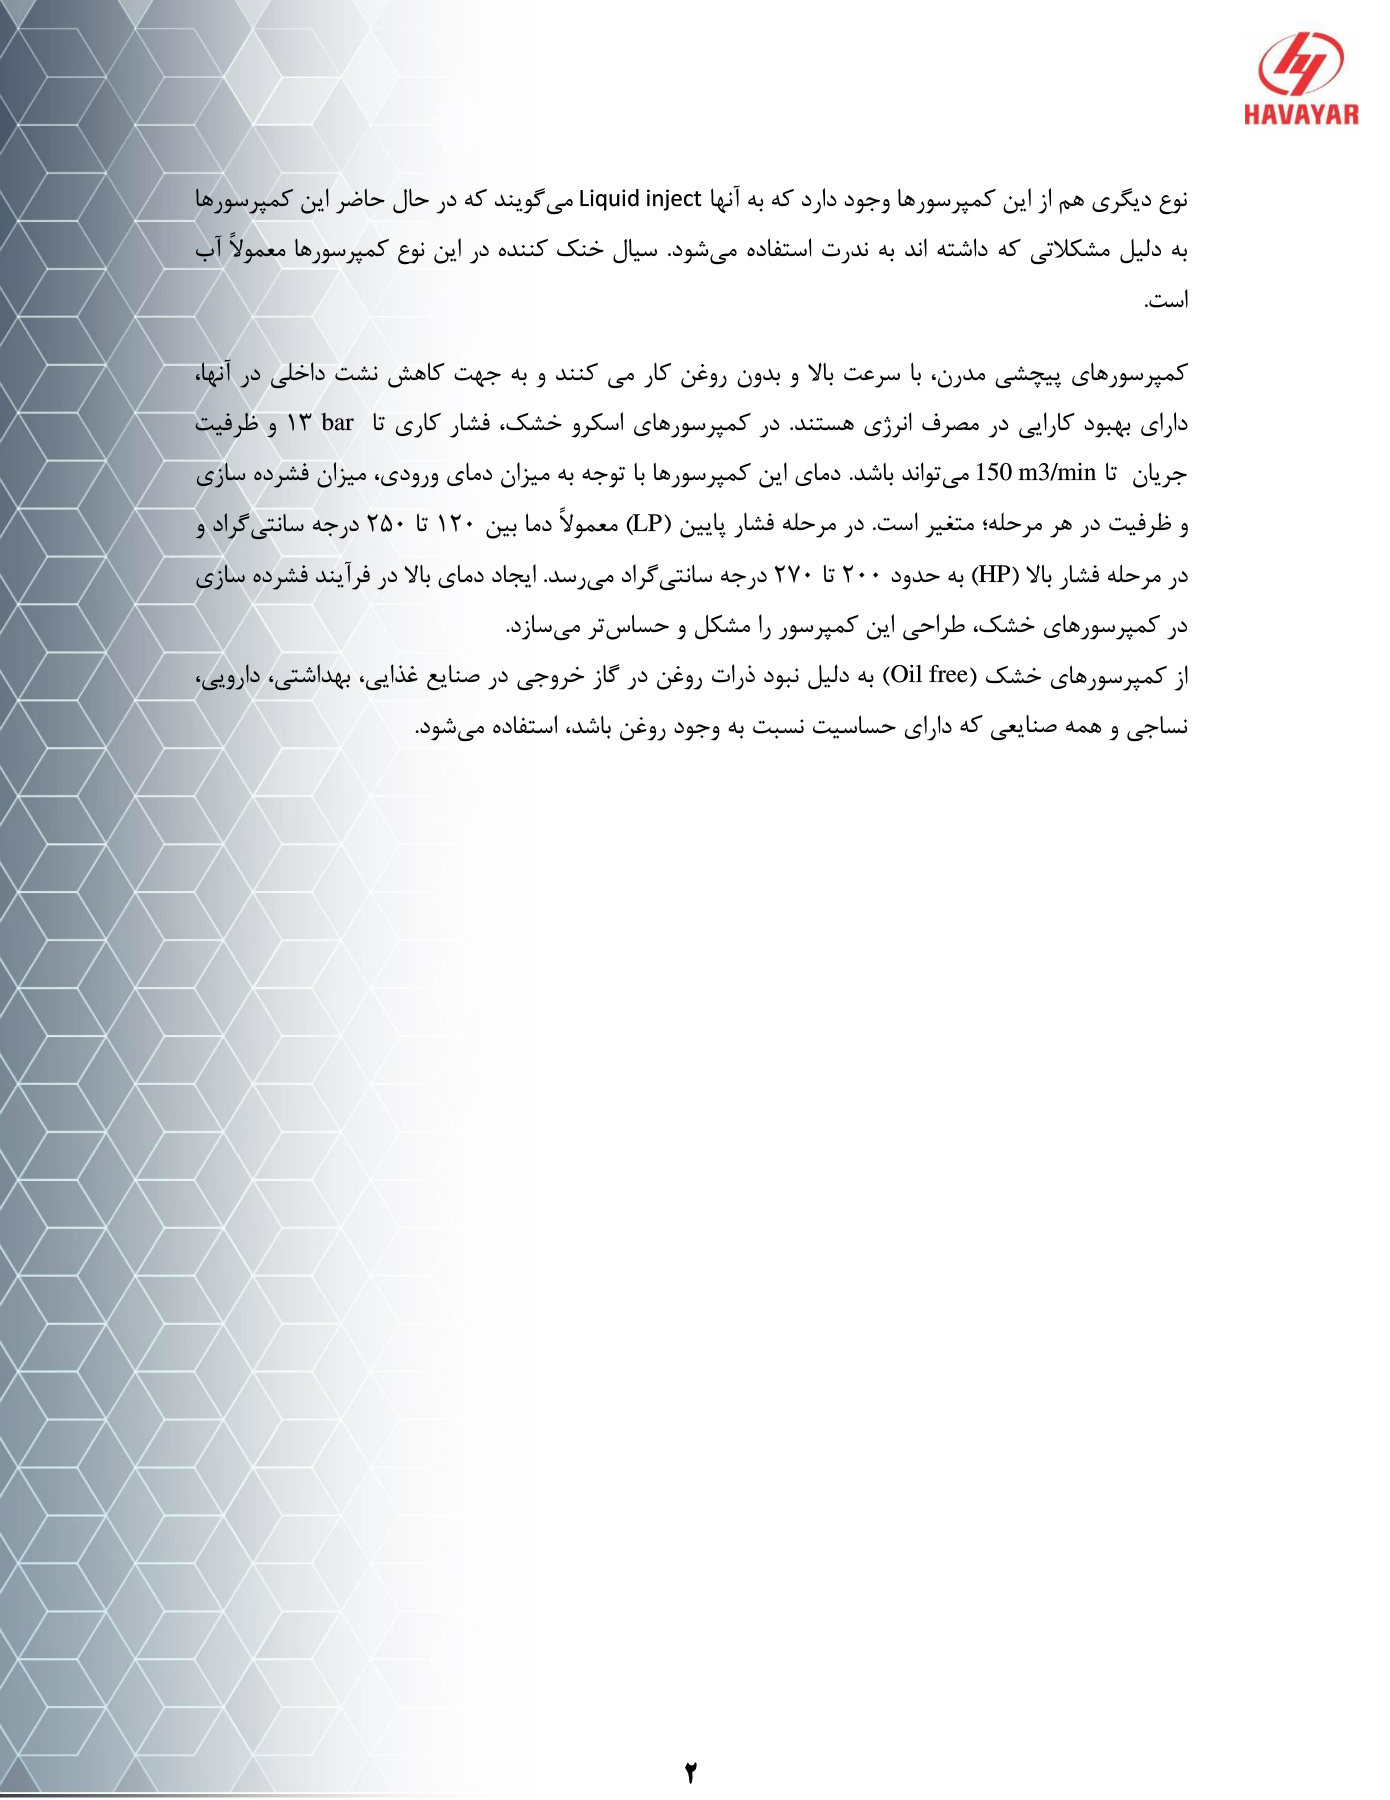 HAVAYAR
نوع دیگری هم از این کمپرسورها وجود دارد که به آنها Liquid inject می‌گویند که در حال حاضر این کمپرسورها
به دلیل مشکلاتی که داشته اند به ندرت استفاده می‌شود. سیال خنک کننده در این نوع کمپرسورها معمولاً آب
است.
کمپرسورهای پیچشی مدرن، با سرعت بالا و بدون روغن کار می کنند و به جهت کاهش نشت داخلی در آنها،
دارای بهبود کارایی در مصرف انرژی هستند. در کمپرسورهای اسکرو خشک، فشار کاری تا ۱۳ bar و ظرفیت
جریان تا 150 m3/min می‌تواند باشد. دمای این کمپرسورها با توجه به میزان دمای ورودی، میزان فشرده سازی
و ظرفیت در هر مرحله؛ متغیر است. در مرحله فشار پایین (LP) معمولاً دما بین ۱۲۰ تا ۲۵۰ درجه سانتی‌گراد و
در مرحله فشار بالا (HP) به حدود ۲۰۰ تا ۲۷۰ درجه سانتی‌گراد می‌رسد. ایجاد دمای بالا در فرآیند فشرده سازی
در کمپرسورهای خشک، طراحی این کمپرسور را مشکل و حساس‌تر می‌سازد.
از کمپرسورهای خشک (Oil free) به دلیل نبود ذرات روغن در گاز خروجی در صنایع غذایی، بهداشتی، دارویی،
نساجی و همه صنایعی که دارای حساسیت نسبت به وجود روغن باشد، استفاده می‌شود.
۲